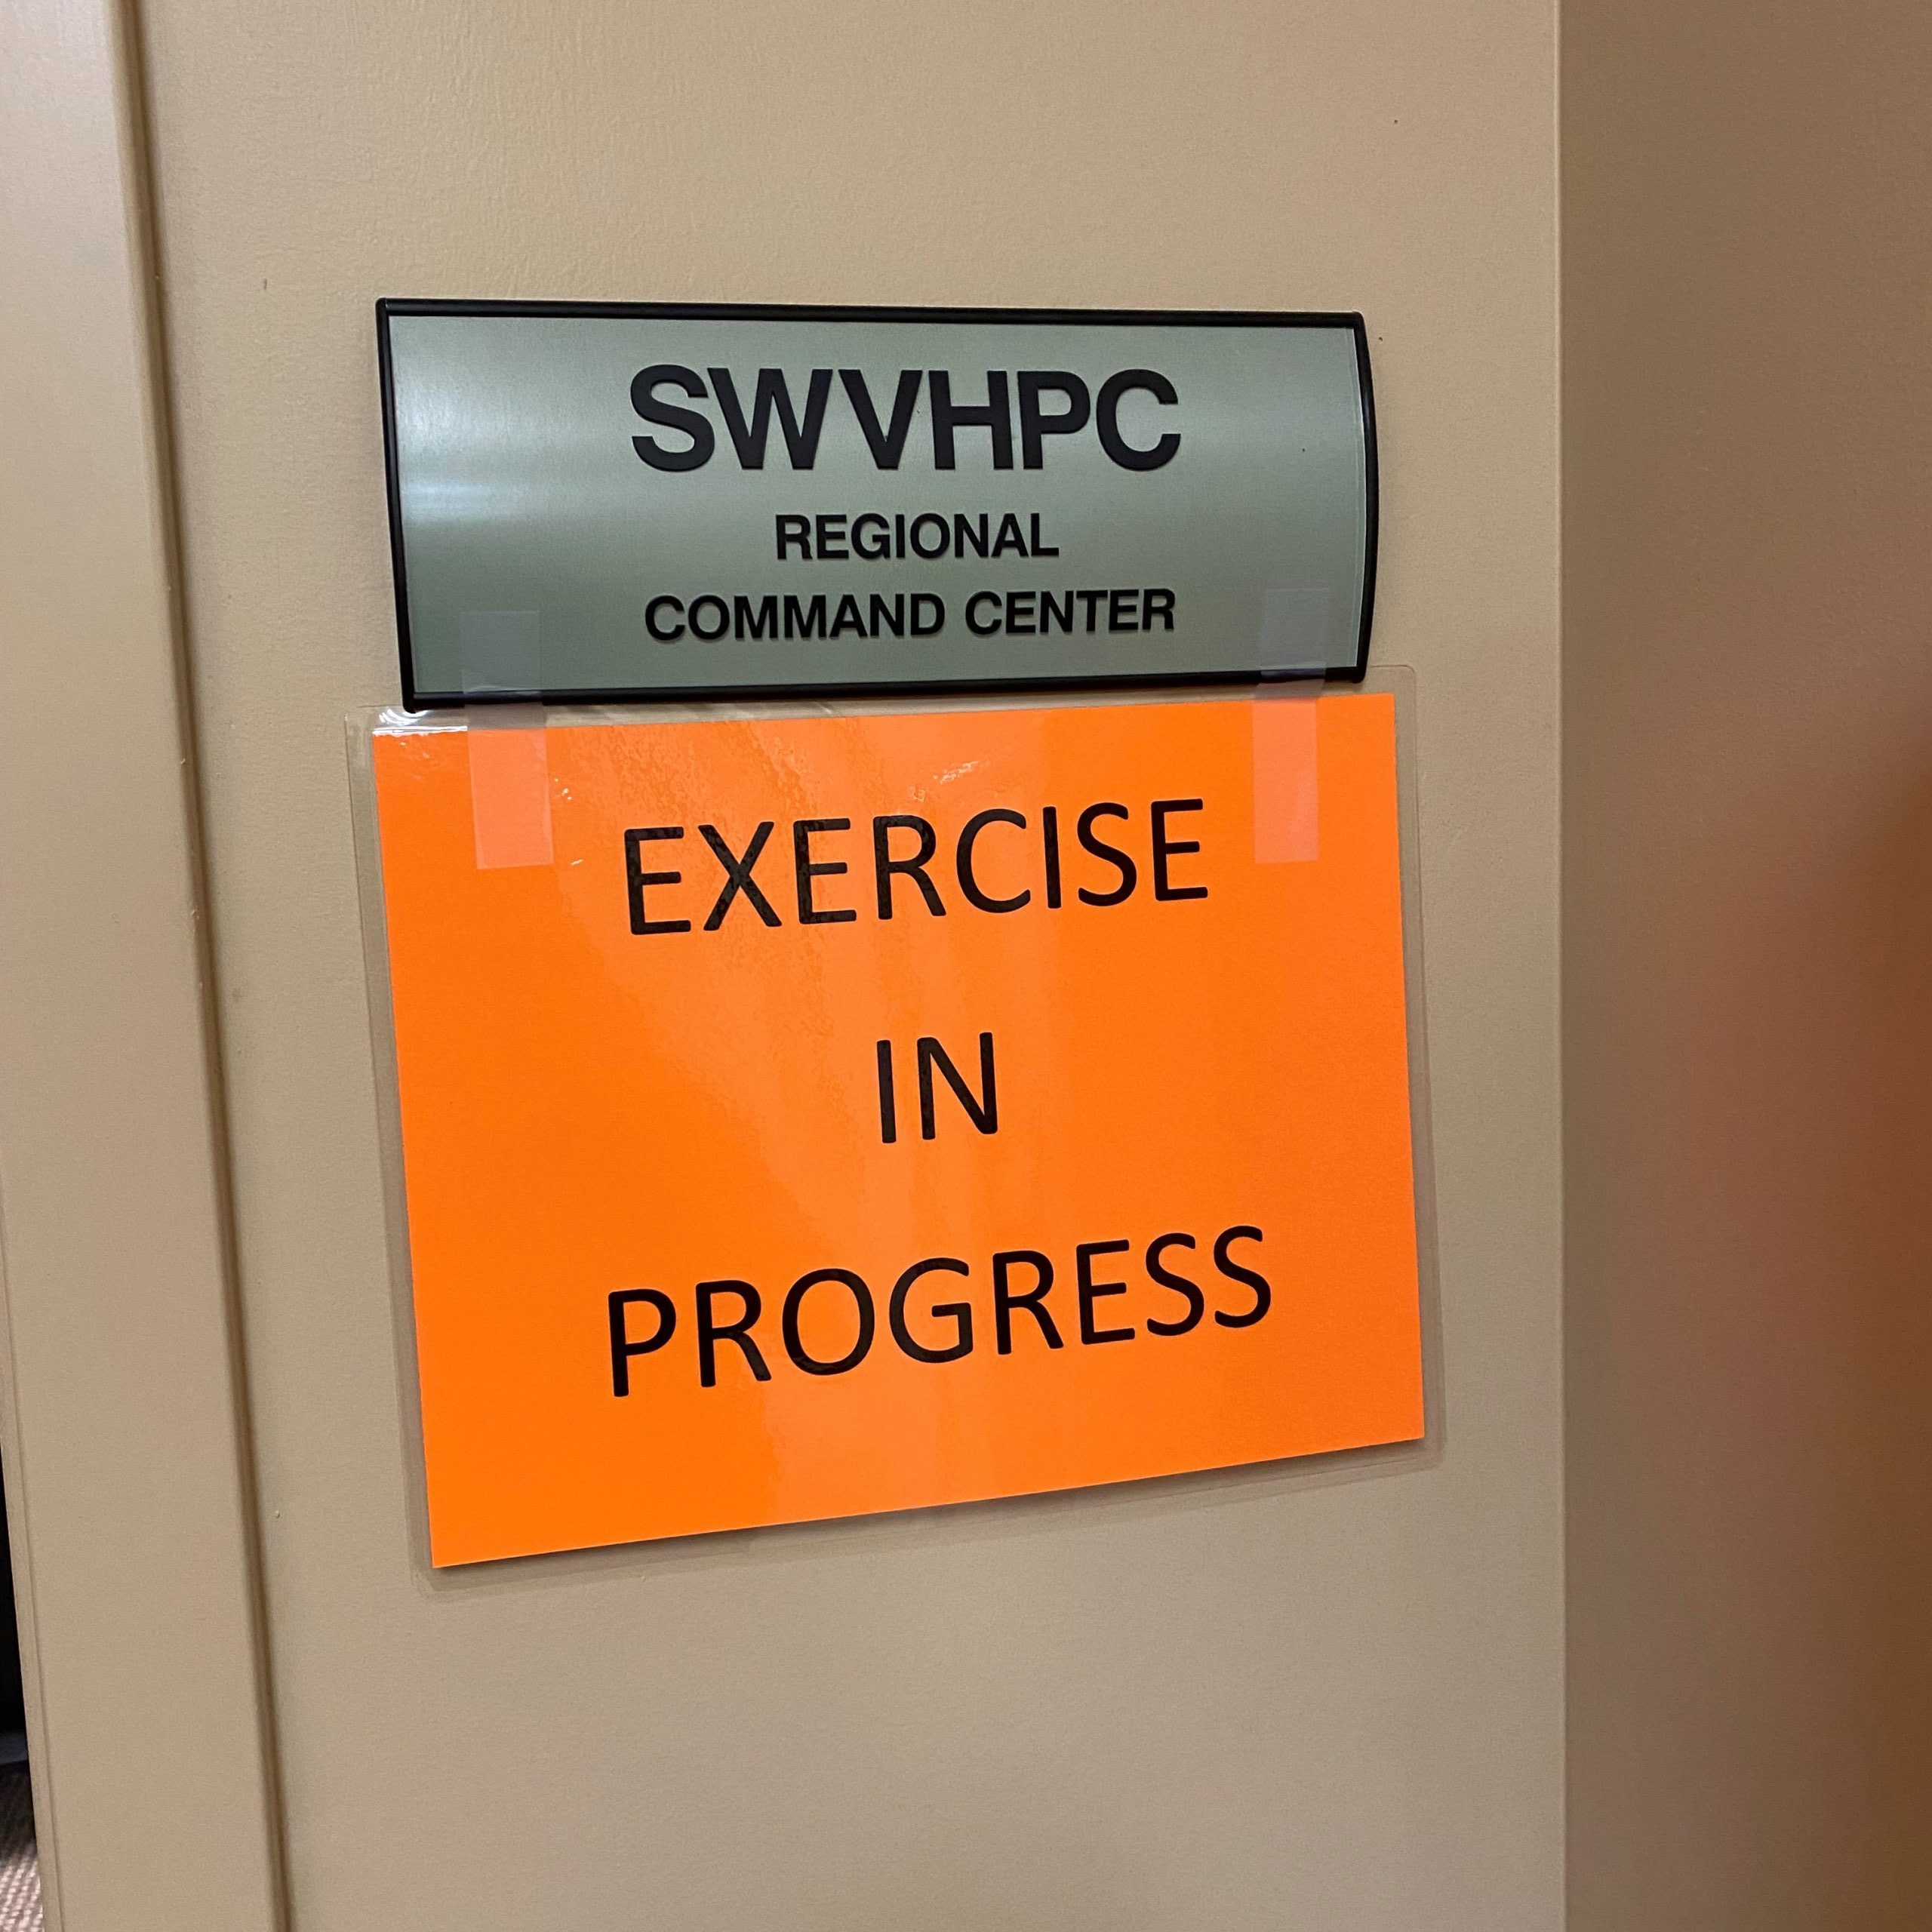 SWVHPC
REGIONAL
COMMAND CENTER
EXERCISE
IN
PROGRESS